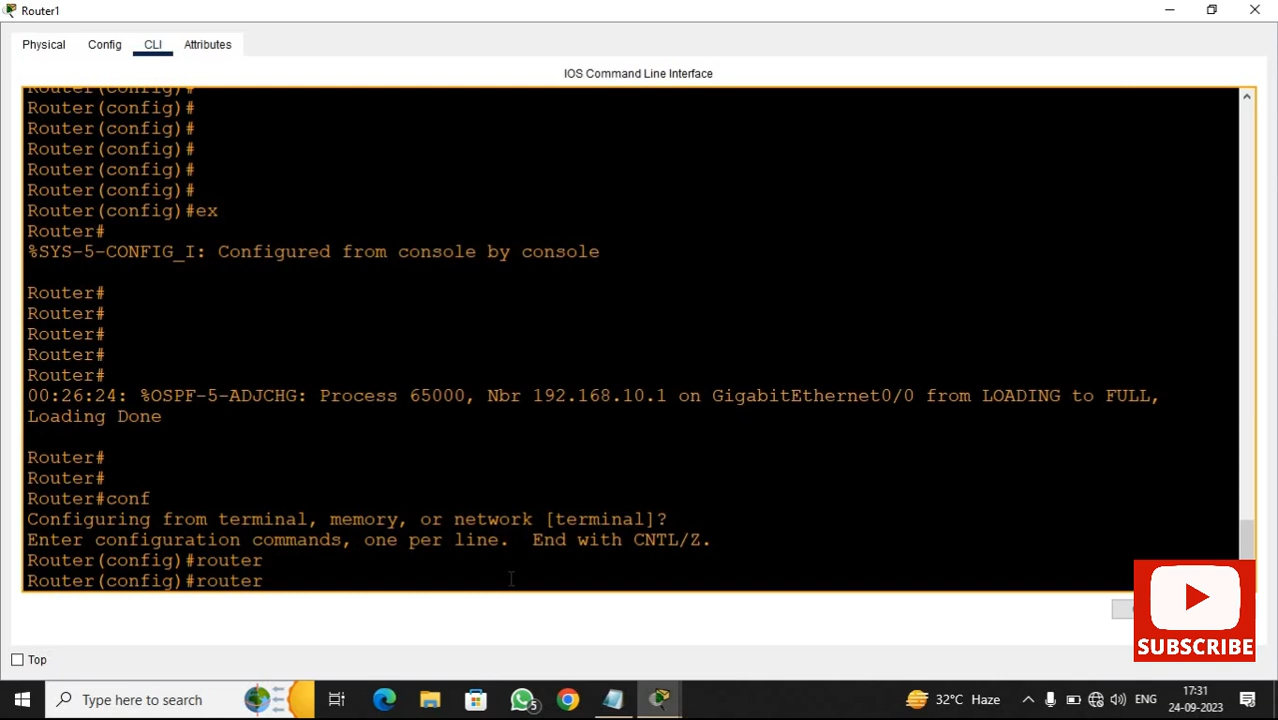 Router1
Physical
Config
CLI
Attributes
IOS Command Line Interface
Router(config)#
Router(config)#
Router(config)#
Router(config)#
Router(config)#
Router(config)#
Router(config)#ex
Router#
%SYS-5-CONFIG_I: Configured from console by console
Router#
Router#
Router#
Router#
Router#
00:26:24: %OSPF-5-ADJCHG: Process 65000, Nbr 192.168.10.1 on GigabitEthernet0/0 from LOADING to FULL,
Loading Done
Router#
Router#
Router#conf
Configuring from terminal, memory, or network [terminal]?
Enter configuration commands, one per line.  End with CNTL/Z.
Router(config)#router
Router(config)#router
SUBSCRIBE
Top
Type here to search
5
32°C Haze
ENG
17:31
24-09-2023